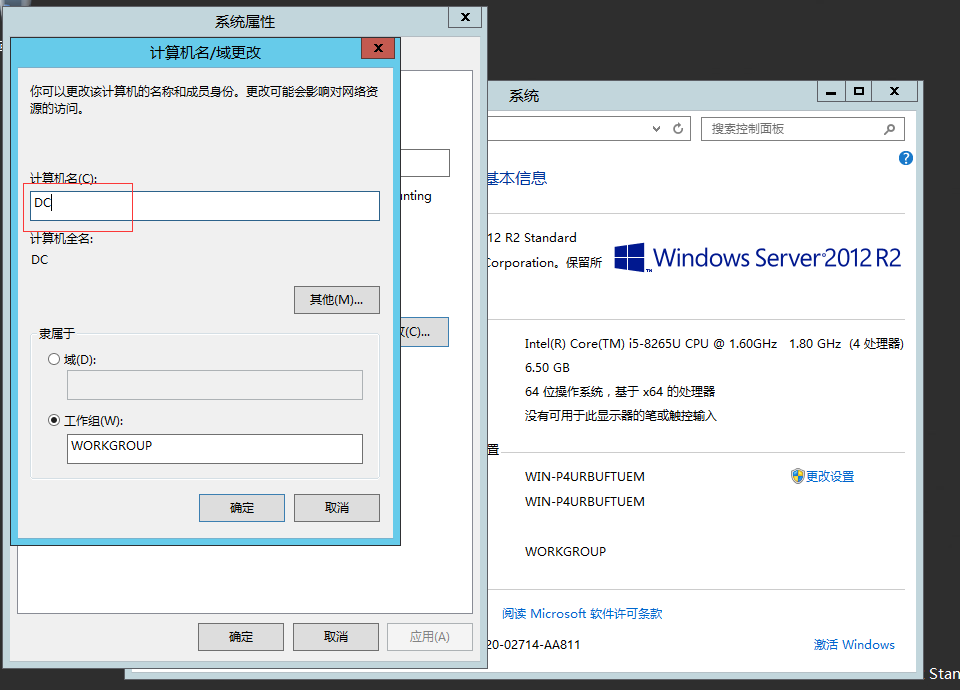 系统属性
x
计算机名/域更改
x
你可以更改该计算机的名称和成员身份。更改可能会影响对网络资
源的访问。
计算机名(C):
DC
计算机全名:
DC
其他(M)...
隶属于
域(D):
工作组(W):
WORKGROUP
确定
取消
unting
(C)...
确定
取消
应用(A)
系统
x
搜索控制面板
?
基本信息
12 R2 Standard
Corporation。保留所
Windows Server 2012 R2
Intel(R) Core(TM) i5-8265U CPU @ 1.60GHz 1.80 GHz (4 处理器)
6.50 GB
64 位操作系统，基于 x64 的处理器
没有可用于此显示器的笔或触控输入
置
WIN-P4URBUFTUEM
更改设置
WIN-P4URBUFTUEM
WORKGROUP
阅读 Microsoft 软件许可条款
20-02714-AA811
激活 Windows
Stan